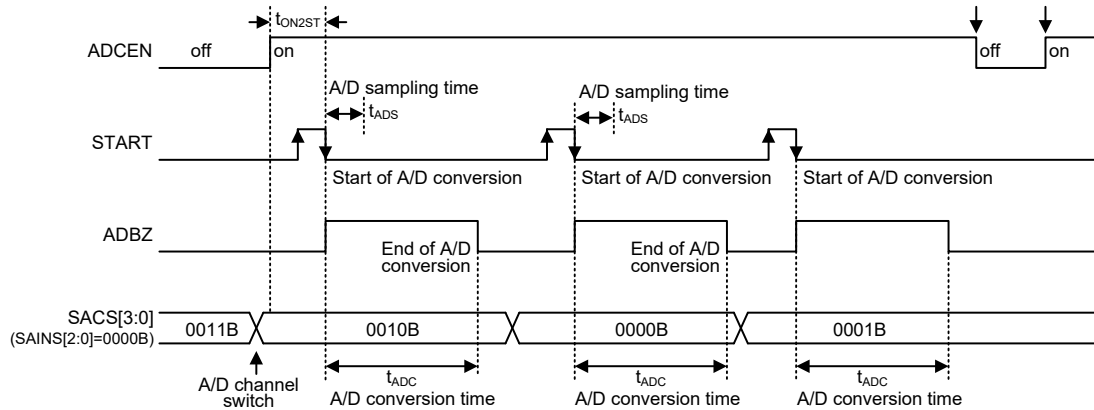 tON2ST
ADCEN
off
on
off
on
A/D sampling time
tADS
A/D sampling time
tADS
START
Start of A/D conversion
Start of A/D conversion
Start of A/D conversion
ADBZ
End of A/D
conversion
End of A/D
conversion
SACS[3:0]
(SAINS[2:0]=0000B)
0011B
0010B
0000B
0001B
A/D channel
switch
tADC
A/D conversion time
tADC
A/D conversion time
tADC
A/D conversion time